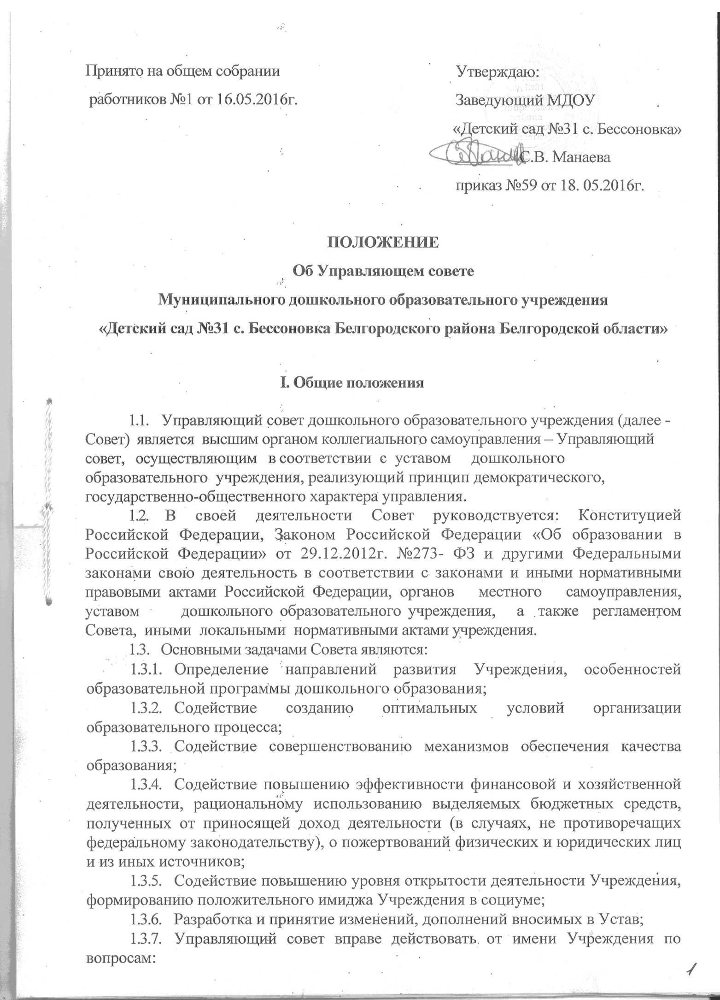 Принято на общем собрании
работников №1 от 16.05.2016г.
Утверждаю:
Заведующий МДОУ
«Детский сад №31 с. Бессоновка»
С.В. Манаева
приказ №59 от 18. 05.2016г.
ПОЛОЖЕНИЕ
Об Управляющем совете
Муниципального дошкольного образовательного учреждения
«Детский сад №31 с. Бессоновка Белгородского района Белгородской области»
I. Общие положения
1.1. Управляющий совет дошкольного образовательного учреждения (далее -
Совет) является высшим органом коллегиального самоуправления – Управляющий
совет, осуществляющим в соответствии с уставом дошкольного
образовательного учреждения, реализующий принцип демократического,
государственно-общественного характера управления.
1.2. В своей деятельности Совет руководствуется: Конституцией
Российской Федерации, Законом Российской Федерации «Об образовании в
Российской Федерации» от 29.12.2012г. №273- ФЗ и другими Федеральными
законами свою деятельность в соответствии с законами и иными нормативными
правовыми актами Российской Федерации, органов местного самоуправления,
уставом дошкольного образовательного учреждения, а также регламентом
Совета, иными локальными нормативными актами учреждения.
1.3. Основными задачами Совета являются:
1.3.1. Определение направлений развития Учреждения, особенностей
образовательной программы дошкольного образования;
1.3.2. Содействие созданию оптимальных условий организации
образовательного процесса;
1.3.3. Содействие совершенствованию механизмов обеспечения качества
образования;
1.3.4. Содействие повышению эффективности финансовой и хозяйственной
деятельности, рациональному использованию выделяемых бюджетных средств,
полученных от приносящей доход деятельности (в случаях, не противоречащих
федеральному законодательству), о пожертвований физических и юридических лиц
и из иных источников;
1.3.5. Содействие повышению уровня открытости деятельности Учреждения,
формированию положительного имиджа Учреждения в социуме;
1.3.6. Разработка и принятие изменений, дополнений вносимых в Устав;
1.3.7. Управляющий совет вправе действовать от имени Учреждения по
вопросам:
1